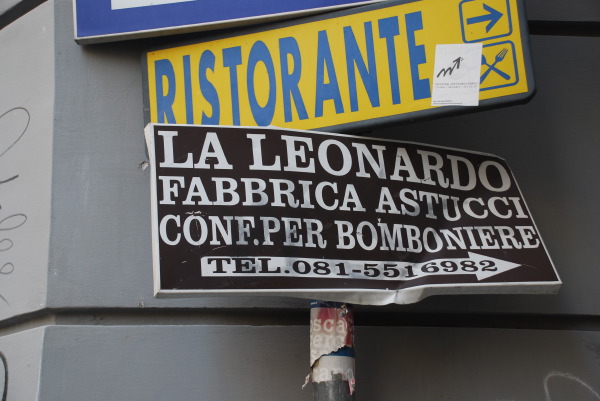 RISTORANTE
LA LEONARDO
FABBRICA ASTUCCI
CONF.PER BOMBONIERE
TEL.081-5516982